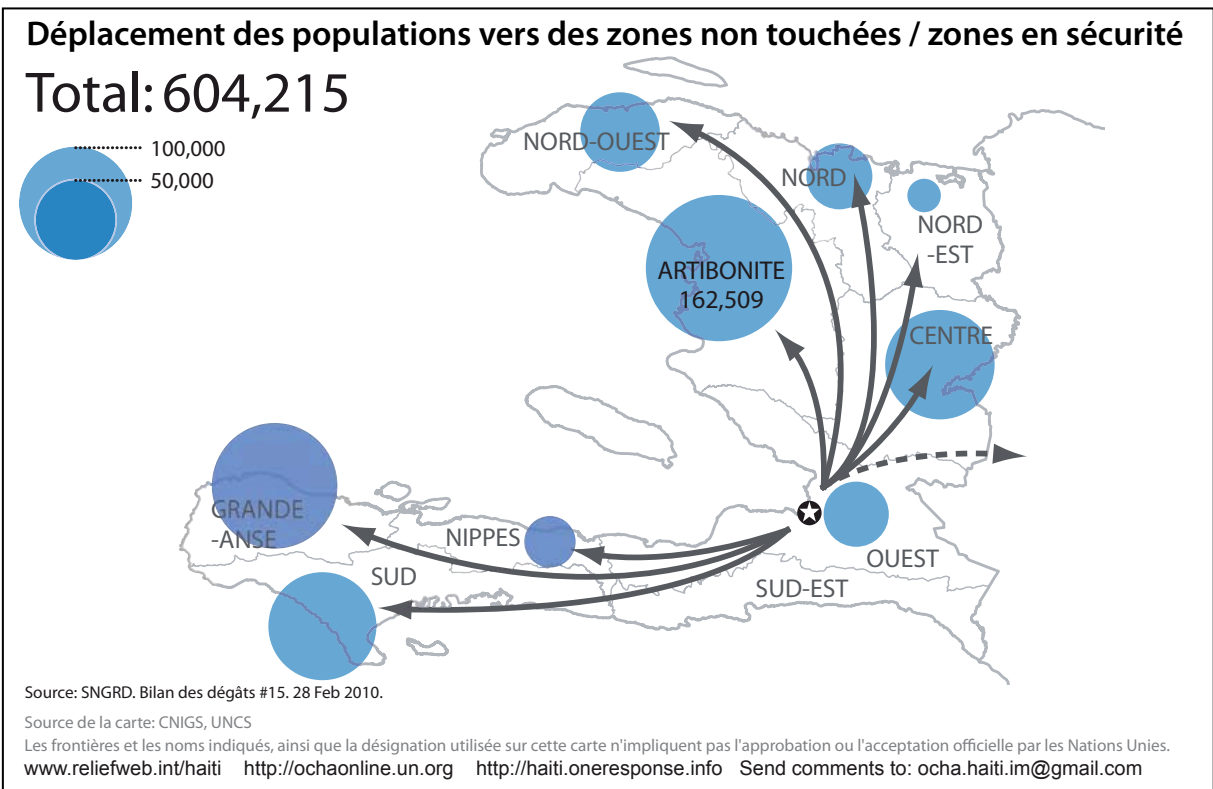 Déplacement des populations vers des zones non touchées / zones en sécurité
Total: 604,215
100,000
50,000
NORD-OUEST
NORD
NORD
-EST
ARTIBONITE
162,509
CENTRE
GRANDE
-ANSE
NIPPES
SUD
OUEST
SUD-EST
Source: SNGRD. Bilan des dégâts #15. 28 Feb 2010.
Source de la carte: CNIGS, UNCS
Les frontières et les noms indiqués, ainsi que la désignation utilisée sur cette carte n'impliquent pas l'approbation ou l'acceptation officielle par les Nations Unies.
www.reliefweb.int/haiti http://ochaonline.un.org http://haiti.oneresponse.info Send comments to: ocha.haiti.im@gmail.com